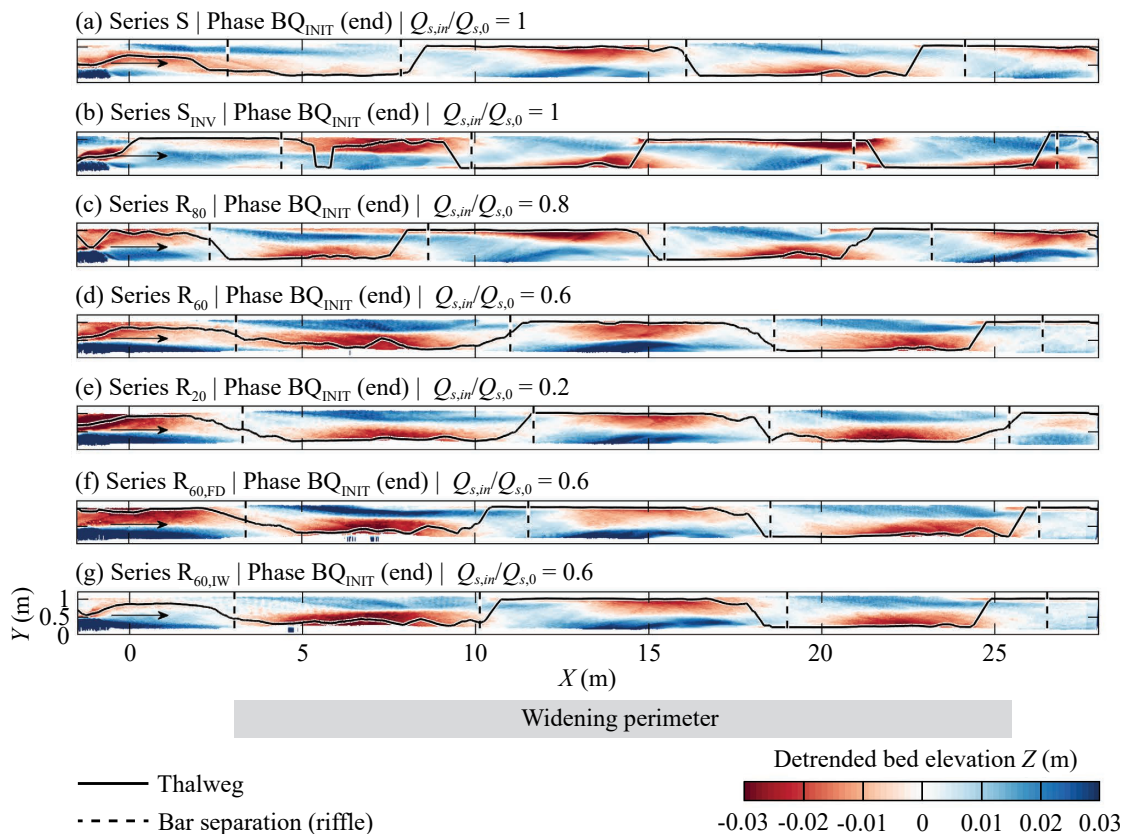 (a) Series S | Phase BQINIT (end) | Qs,in/Qs,0 = 1
(b) Series SINV | Phase BQINIT (end) | Qs,in/Qs,0 = 1
(c) Series R80 | Phase BQINIT (end) | Qs,in/Qs,0 = 0.8
(d) Series R60 | Phase BQINIT (end) | Qs,in/Qs,0 = 0.6
(e) Series R20 | Phase BQINIT (end) | Qs,in/Qs,0 = 0.2
(f) Series R60,FD | Phase BQINIT (end) | Qs,in/Qs,0 = 0.6
(g) Series R60,IW | Phase BQINIT (end) | Qs,in/Qs,0 = 0.6
Y (m)
1
0.5
0
0 5 10 15 20 25
X (m)
Widening perimeter
Thalweg
Bar separation (riffle)
Detrended bed elevation Z (m)
-0.03 -0.02 -0.01 0 0.01 0.02 0.03